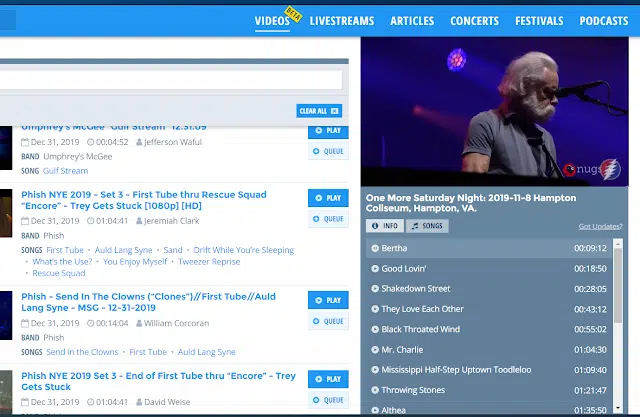 VIDEOS BETA LIVESTREAMS ARTICLES CONCERTS FESTIVALS PODCASTS
CLEAR ALL
Umphrey's McGee "Gulf Stream" 12.31.09
Dec 31, 2019 00:04:52 Jefferson Waful
BAND Umphrey's McGee
SONG Gulf Stream
PLAY
QUEUE
Phish NYE 2019 - Set 3 - First Tube thru Rescue Squad
"Encore" - Trey Gets Stuck [1080p] [HD]
Dec 31, 2019 01:04:41 Jeremiah Clark
BAND Phish
SONGS First Tube • Auld Lang Syne • Sand • Drift While You're Sleeping
• What's the Use? • You Enjoy Myself • Tweezer Reprise
• Rescue Squad
PLAY
QUEUE
Phish - Send In The Clowns ("Clones")//First Tube//Auld
Lang Syne - MSG - 12-31-2019
Dec 31, 2019 00:14:04 William Corcoran
BAND Phish
SONGS Send in the Clowns • First Tube • Auld Lang Syne
PLAY
QUEUE
Phish NYE 2019 Set 3 - End of First Tube thru "Encore" - Trey
Gets Stuck
Dec 31, 2019 01:04:41 David Weise
PLAY
QUEUE
nugs
One More Saturday Night: 2019-11-8 Hampton
Coliseum, Hampton, VA.
INFO SONGS Get Updates?
Bertha 00:09:12
Good Lovin' 00:18:50
Shakedown Street 00:28:05
They Love Each Other 00:43:12
Black Throated Wind 00:55:02
Mr. Charlie 01:04:30
Mississippi Half-Step Uptown Toodleloo 01:09:40
Throwing Stones 01:21:47
Althea 01:35:50